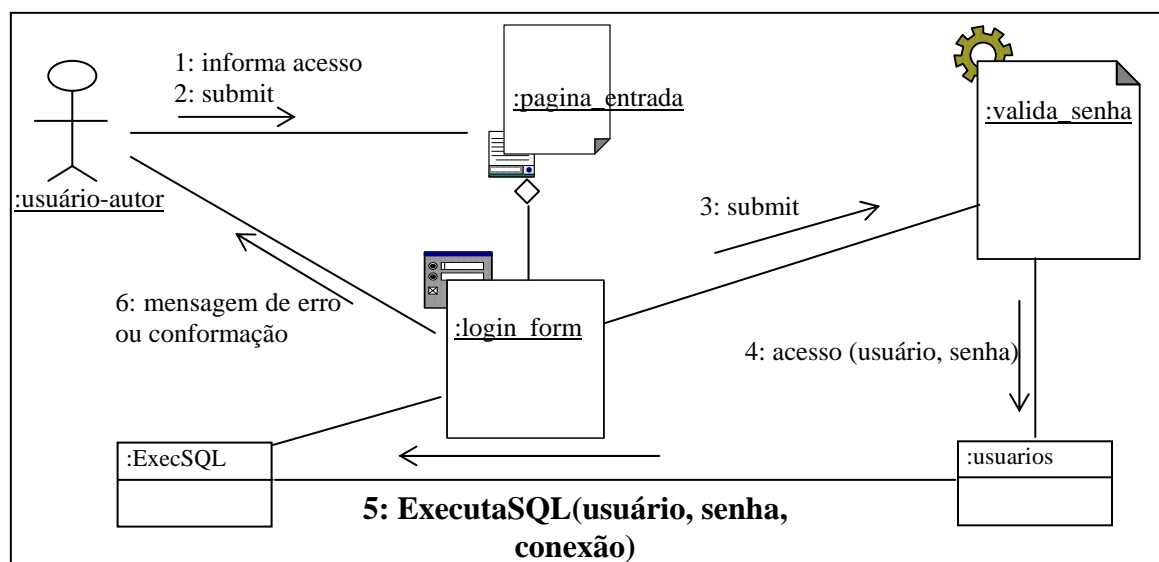 1: informa acesso
2: submit
:pagina_entrada
:valida_senha
:usuário-autor
3: submit
6: mensagem de erro
ou conformação
:login_form
4: acesso (usuário, senha)
:ExecSQL
:usuarios
5: ExecutaSQL(usuário, senha,
conexão)